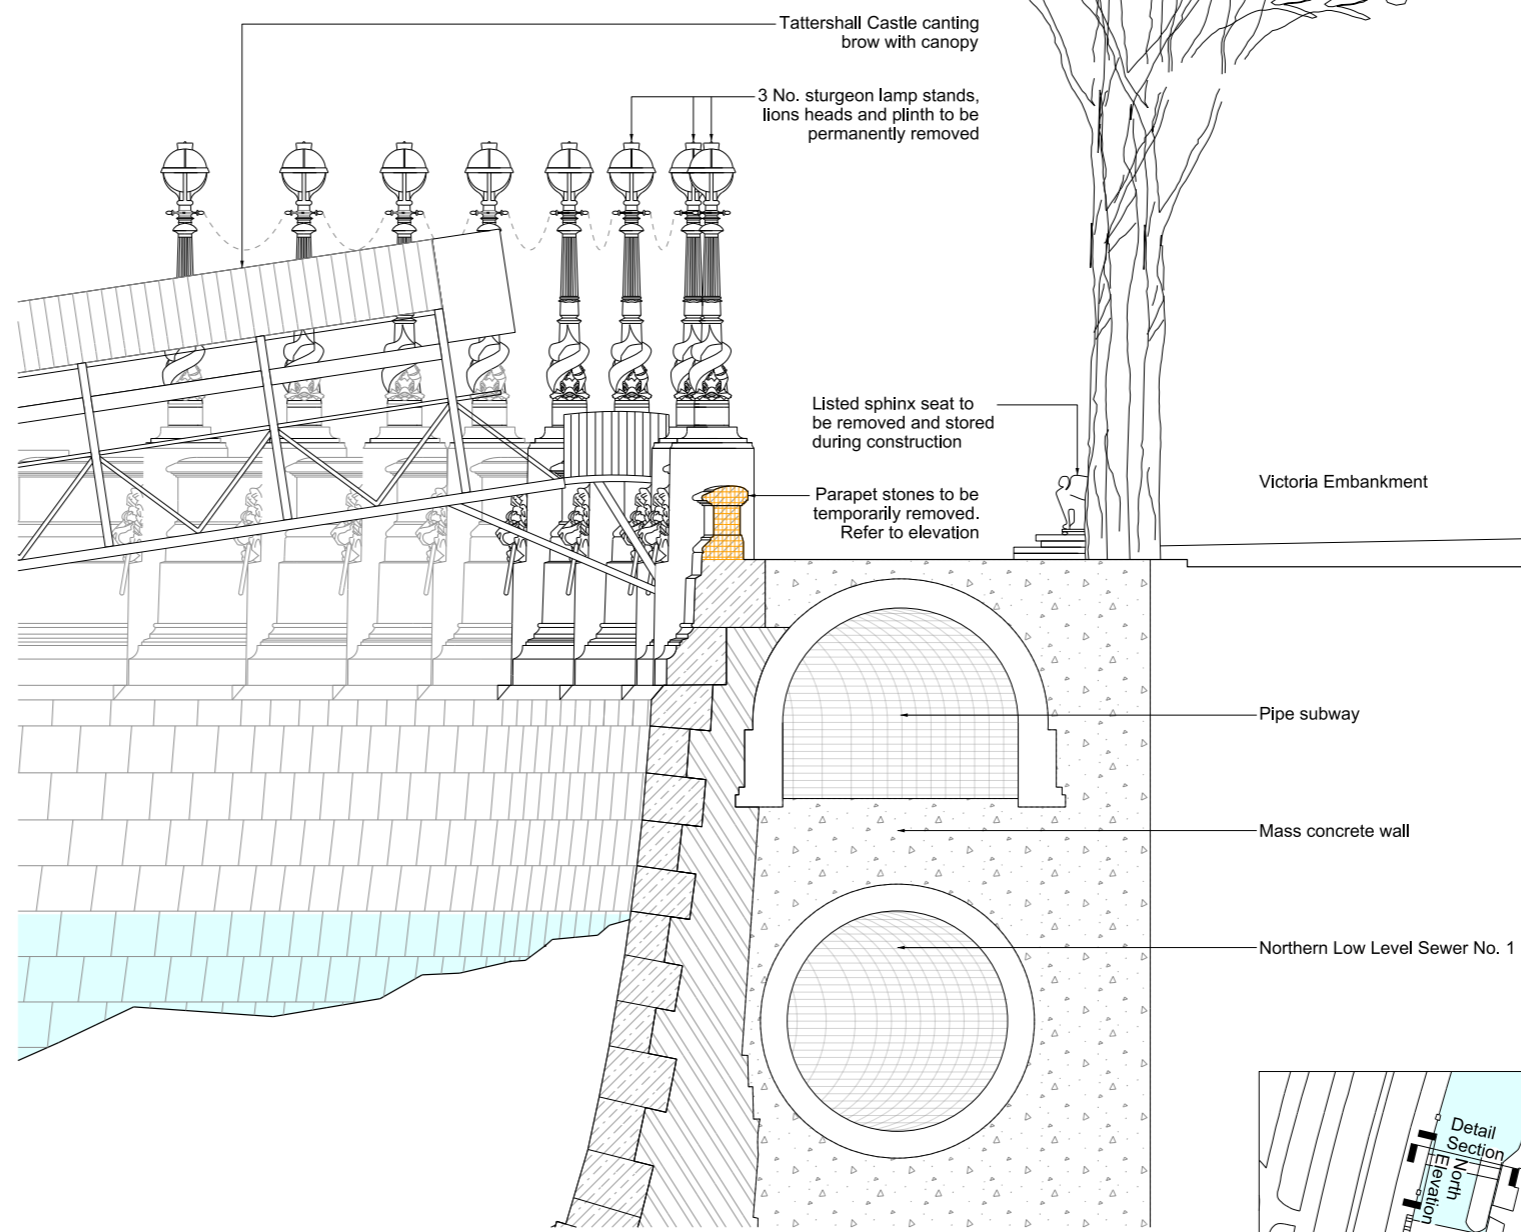 Tattershall Castle canting
brow with canopy
3 No. sturgeon lamp stands,
lions heads and plinth to be
permanently removed
Listed sphinx seat to
be removed and stored
during construction
Victoria Embankment
Parapet stones to be
temporarily removed.
Refer to elevation
Pipe subway
Mass concrete wall
Northern Low Level Sewer No. 1
Detail
Section
North
Elevation